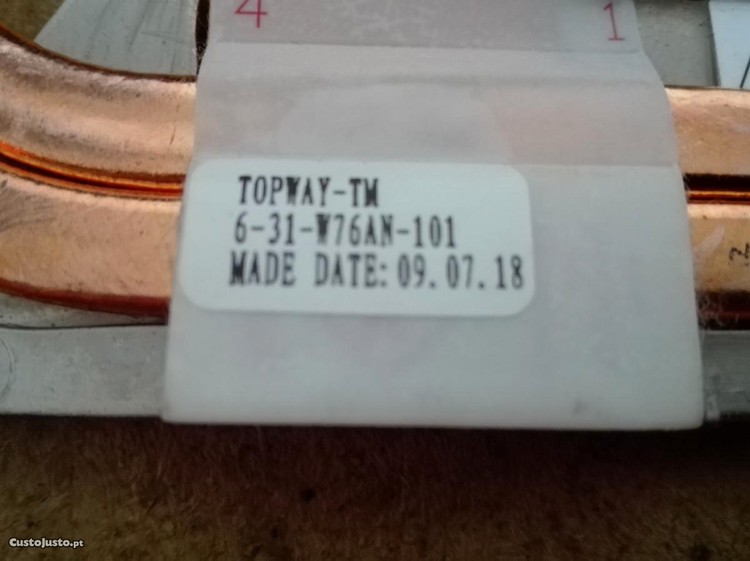 4 1
TOPWAY-TM
6-31-W76AN-101
MADE DATE: 09.07.18
CustoJusto.pt